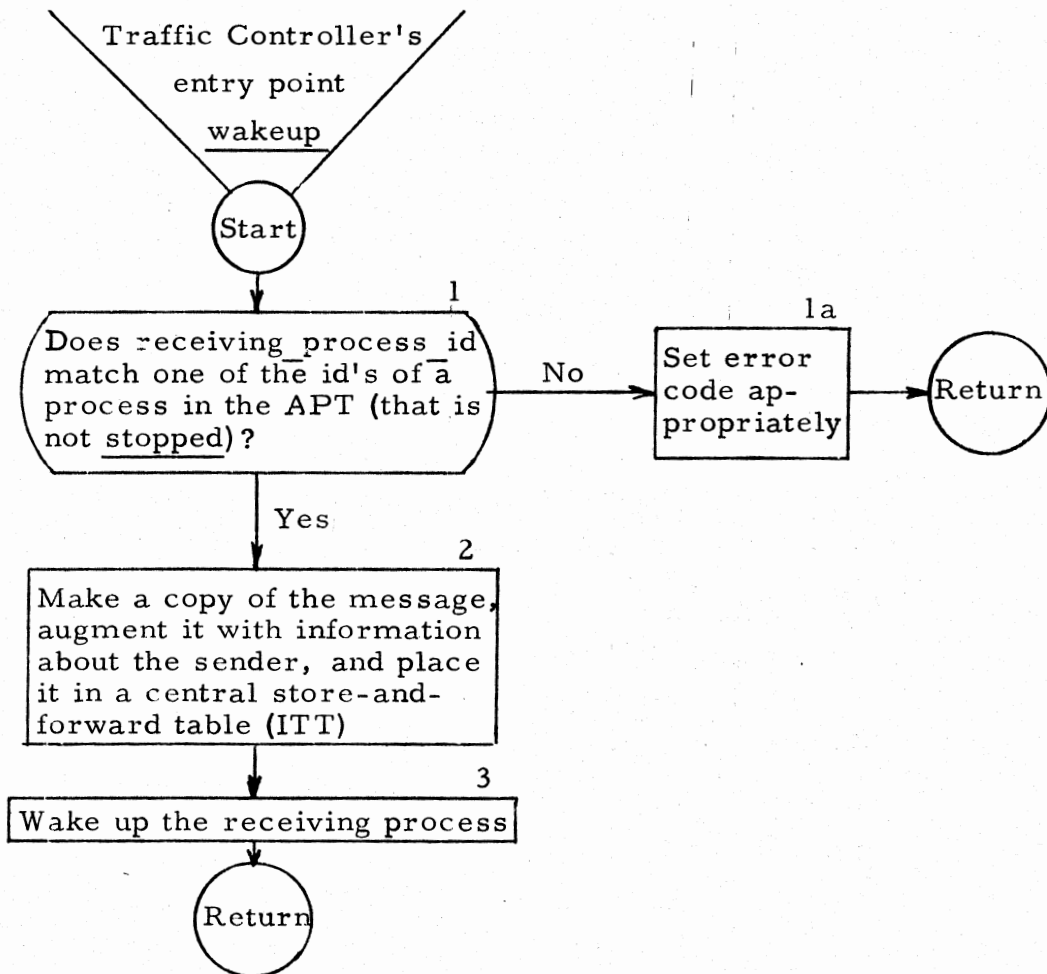 Traffic Controller's
entry point
wakeup
Start
1
Does receiving_process_id
match one of the id's of a
process in the APT (that is
not stopped)?
No
1a
Set error
code ap-
propriately
Return
Yes
2
Make a copy of the message,
augment it with information
about the sender, and place
it in a central store-and-
forward table (ITT)
3
Wake up the receiving process
Return